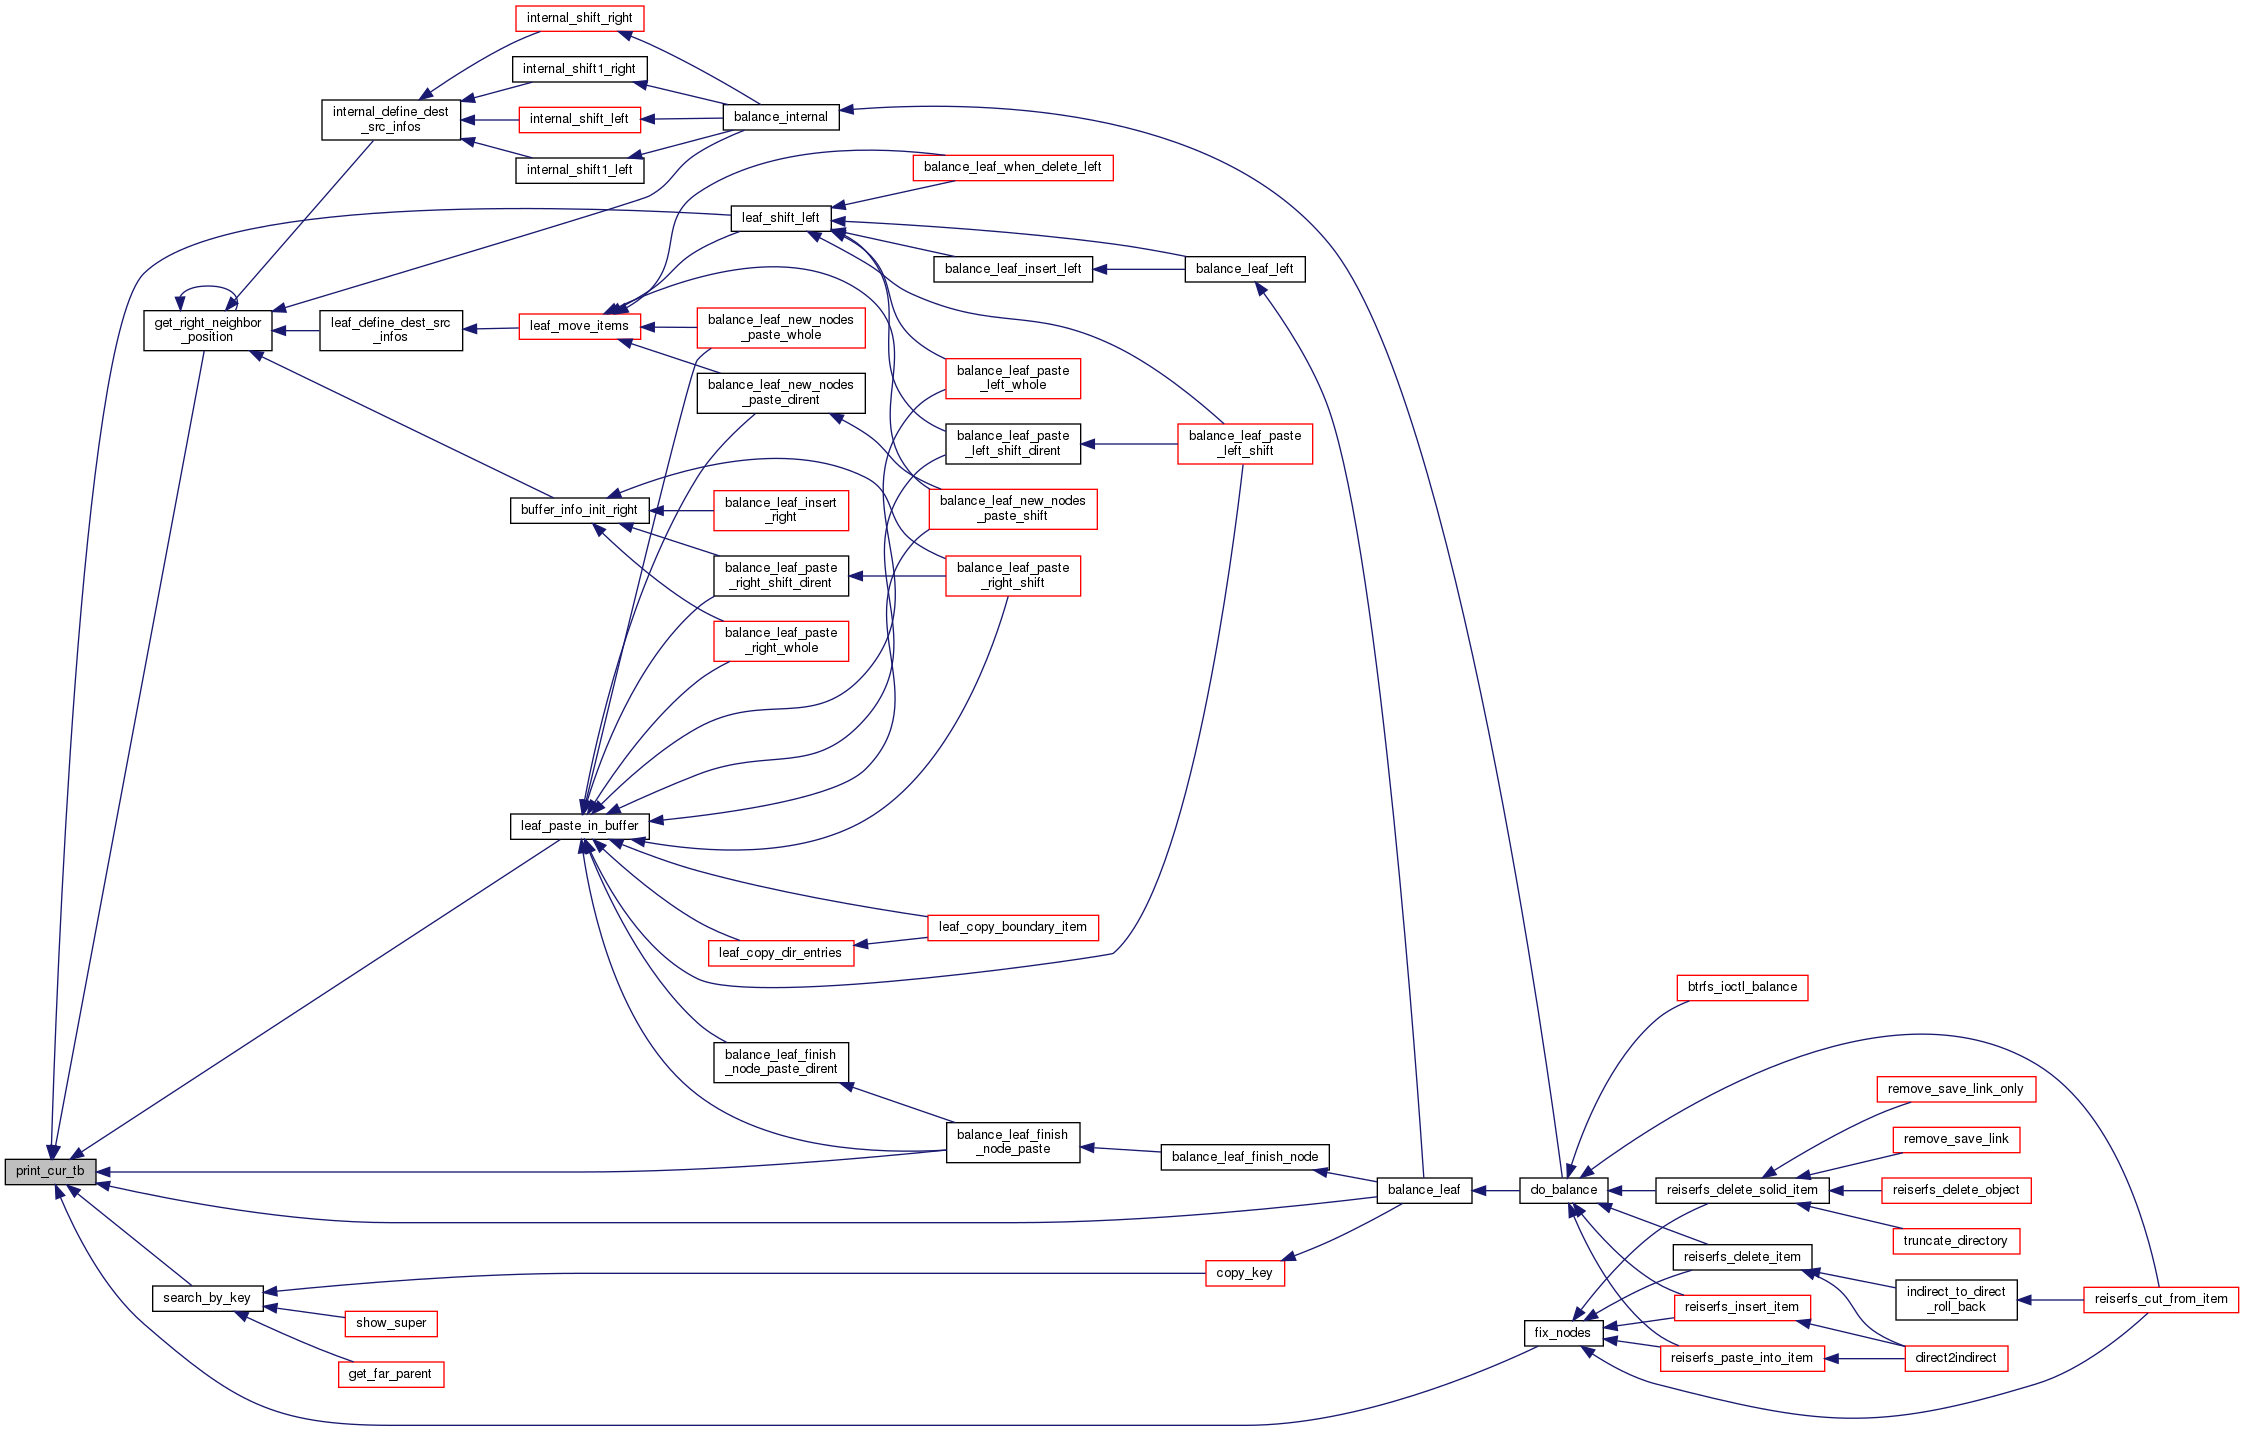 internal_shift_right
internal_shift1_right
internal_define_dest
_src_infos
internal_shift_left
balance_internal
internal_shift1_left
balance_leaf_when_delete_left
leaf_shift_left
balance_leaf_insert_left
balance_leaf_left
get_right_neighbor
_position
leaf_define_dest_src
_infos
leaf_move_items
balance_leaf_new_nodes
_paste_whole
balance_leaf_new_nodes
_paste_dirent
balance_leaf_paste
_left_whole
balance_leaf_paste
_left_shift_dirent
balance_leaf_paste
_left_shift
buffer_info_init_right
balance_leaf_insert
_right
balance_leaf_new_nodes
_paste_shift
balance_leaf_paste
_right_shift_dirent
balance_leaf_paste
_right_shift
balance_leaf_paste
_right_whole
leaf_paste_in_buffer
leaf_copy_boundary_item
leaf_copy_dir_entries
btrfs_ioctl_balance
balance_leaf_finish
_node_paste_dirent
remove_save_link_only
balance_leaf_finish
_node_paste
balance_leaf_finish_node
remove_save_link
print_cur_tb
balance_leaf
do_balance
reiserfs_delete_solid_item
reiserfs_delete_object
truncate_directory
reiserfs_delete_item
copy_key
search_by_key
indirect_to_direct
_roll_back
reiserfs_cut_from_item
reiserfs_insert_item
show_super
fix_nodes
reiserfs_paste_into_item
direct2indirect
get_far_parent